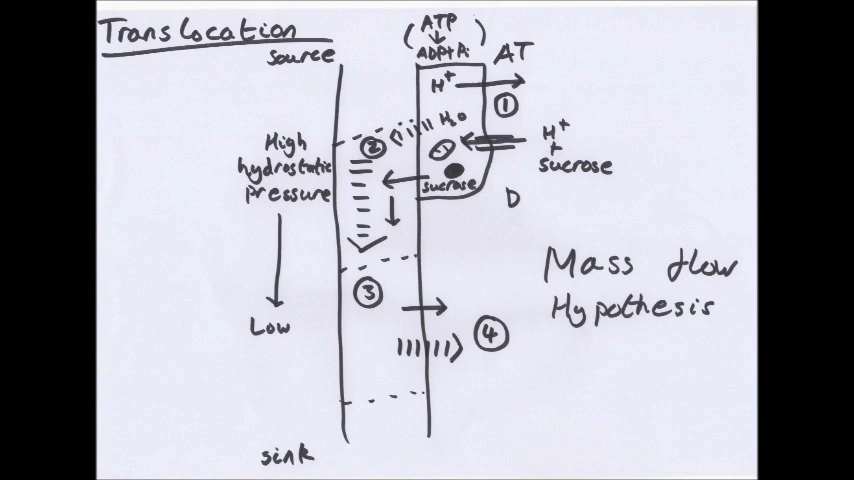 Translocation
source
(ATP)
ADP+Pi
AT
H+
1
H2O
H+
+
sucrose
2
High
hydrostatic
pressure
sucrose
D
Mass flow
Hypothesis
3
Low
4
sink